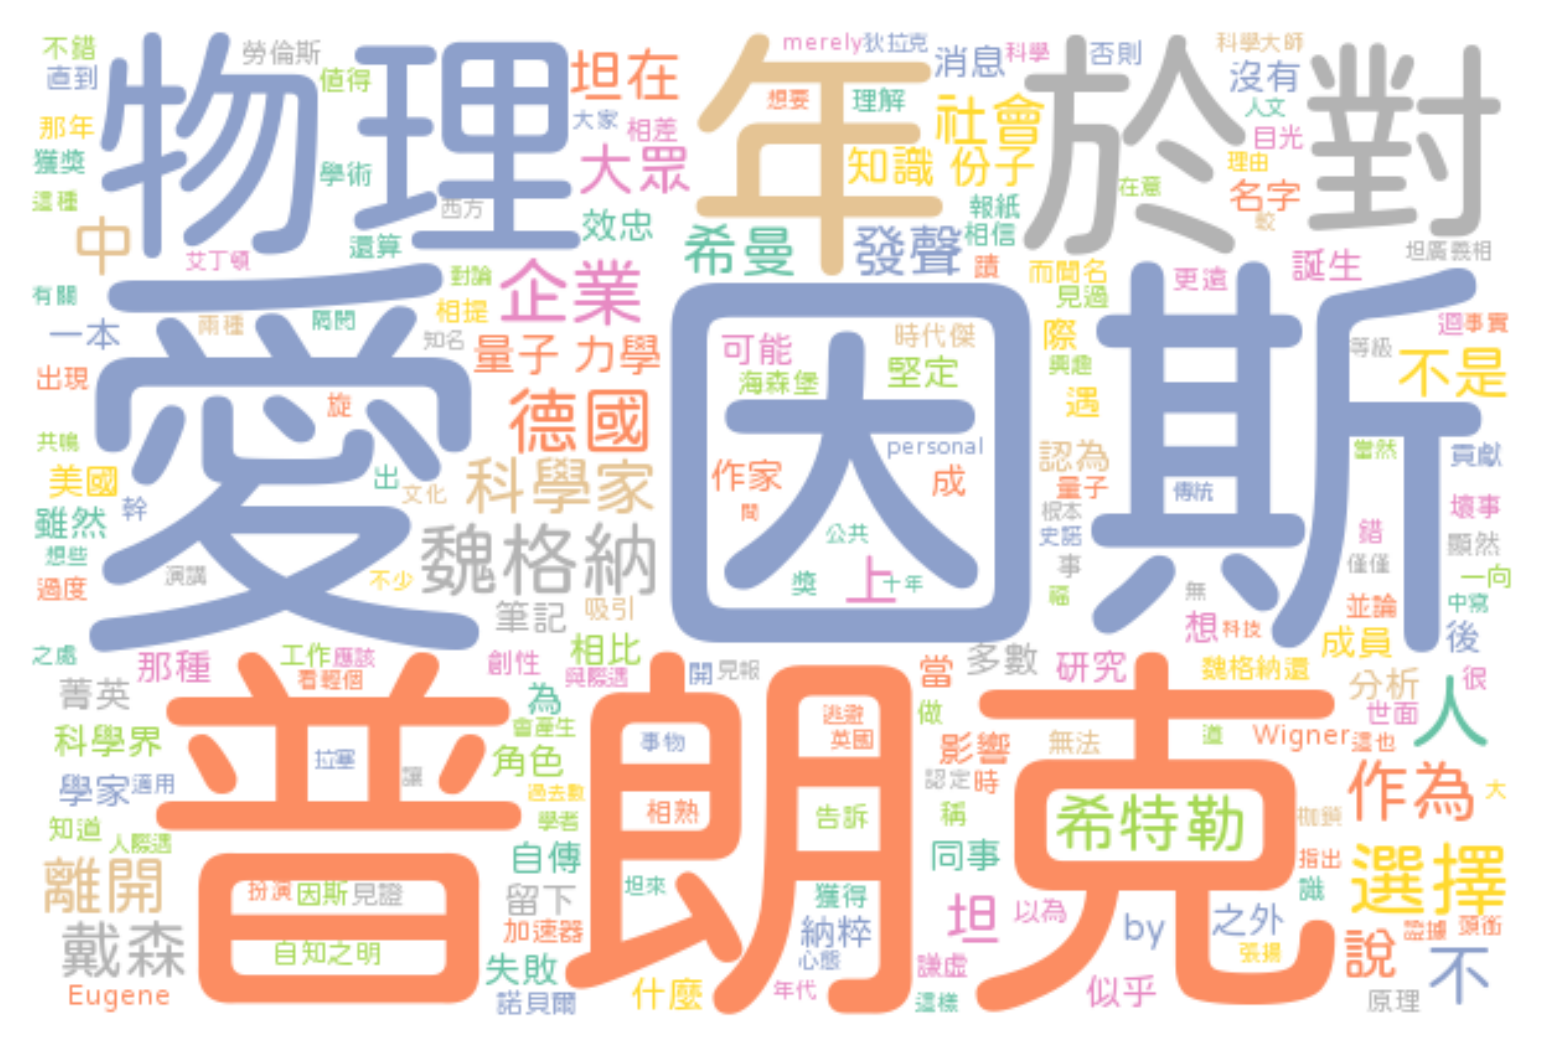 不錯
勞倫斯
物理
坦在
年
merely
狄拉克
消息
科學
否則
科學大師
於
對
直到
值得
想要
理解
沒有
那年
大家
相差
社會
人文
目光
獲獎
學術
大眾
知識
份子
理由
名字
這種
西方
效忠
報紙
在意
較
中
還算
希曼
發聲
相信
坦廣義相
艾丁頓
對論
企業
蹟
而聞名
更遠
誕生
有關
相提
見過
一本
兩種
隔閡
知名
量子
力學
可能
時代傑
際
迥
事實
等級
不是
出現
海森堡
堅定
興趣
愛
因
斯
旋
德國
遇
共鳴
personal
認為
當然
貢獻
美國
出
文化
科學家
作家
成
量子
傳統
幹
雖然
間
根本
壞事
想些
魏格納
公共
史諾
錯
顯然
過度
演講
不少
獎
上
十年
事
無
僅僅
一向
筆記
吸引
福
並論
中寫
想
科技
成員
後
之處
那種
工作
應該
創性
相比
與際遇
開
見報
當
多數
研究
魏格納還
分析
很
看輕個
菁英
為
世面
人
科學界
會產生
逃避
做
普朗克
事物
英國
影響
無法
道
Wigner
這也
拉塞
讓
角色
學家
適用
過去數
認定
時
作為
大
知道
人際遇
學者
相熟
告訴
稱
希特勒
枷鎖
自傳
同事
指出
離開
扮演
因斯
見證
留下
坦來
獲得
識
選擇
戴森
加速器
納粹
坦
以為
by
之外
證據
頭銜
自知之明
失敗
心態
謙虛
張揚
說
不
Eugene
諾貝爾
什麼
年代
這樣
似乎
原理